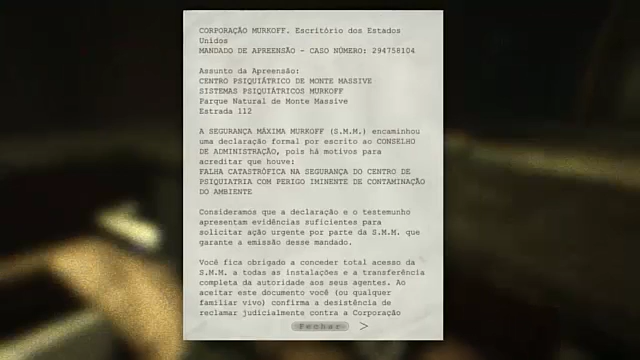 CORPORAÇÃO MURKOFF. Escritório dos Estados
Unidos
MANDADO DE APREENSÃO - CASO NÚMERO: 294758104
Assunto da Apreensão:
CENTRO PSIQUIÁTRICO DE MONTE MASSIVE
SISTEMAS PSIQUIÁTRICOS MURKOFF
Parque Natural de Monte Massive
Estrada 112
A SEGURANÇA MÁXIMA MURKOFF (S.M.M.) encaminhou
uma declaração formal por escrito ao CONSELHO
DE ADMINISTRAÇÃO, pois há motivos para
acreditar que houve:
FALHA CATASTRÓFICA NA SEGURANÇA DO CENTRO DE
PSIQUIATRIA COM PERIGO IMINENTE DE CONTAMINAÇÃO
DO AMBIENTE
Consideramos que a declaração e o testemunho
apresentam evidências suficientes para
solicitar ação urgente por parte da S.M.M. que
garante a emissão desse mandado.
Você fica obrigado a conceder total acesso da
S.M.M. a todas as instalações e a transferência
completa da autoridade aos seus agentes. Ao
aceitar este documento você (ou qualquer
familiar vivo) confirma a desistência de
reclamar judicialmente contra a Corporação
Fechar >